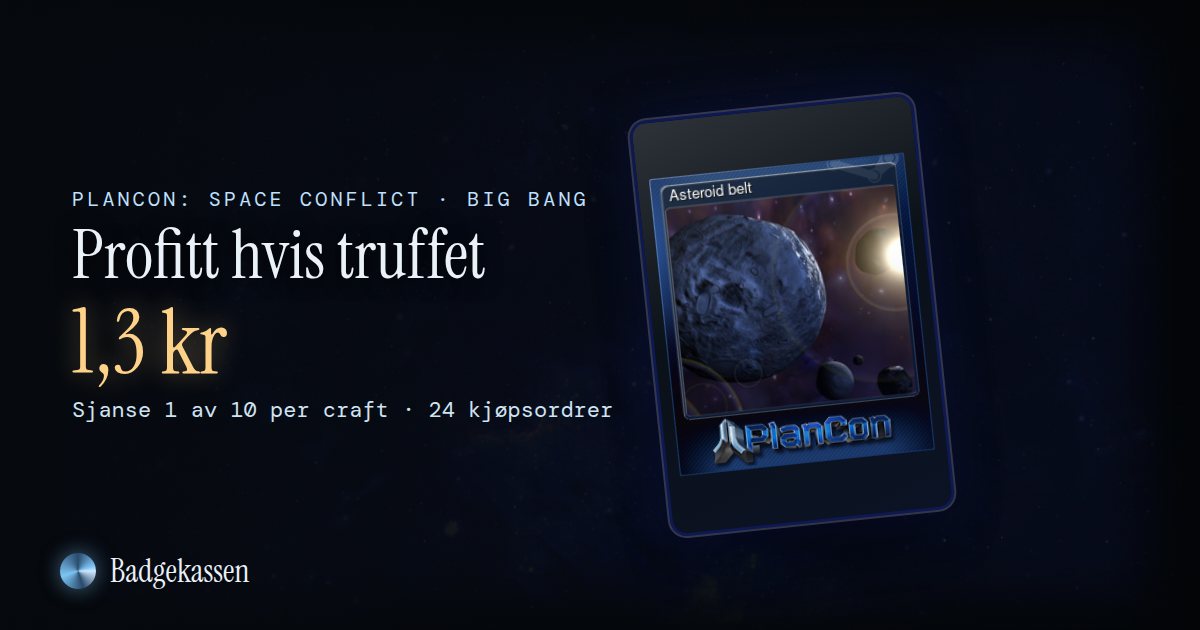 PLANCON: SPACE CONFLICT · BIG BANG
Profitt hvis truffet
1,3 kr
Sjanse 1 av 10 per craft · 24 kjøpsordrer
Asteroid belt
PlanCon
Badgekassen